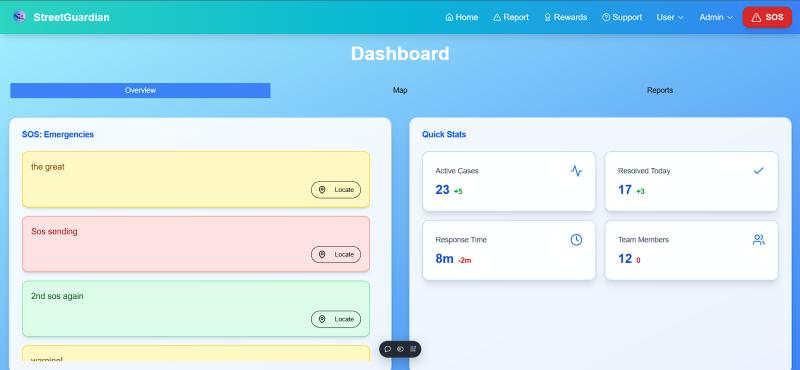 StreetGuardian
Home Report Rewards Support User Admin SOS
Dashboard
Overview Map Reports
SOS: Emergencies
the great
Locate
Sos sending
Locate
2nd sos again
Locate
warning!
Quick Stats
Active Cases
23 +5
Resolved Today
17 +3
Response Time
8m -2m
Team Members
12 0